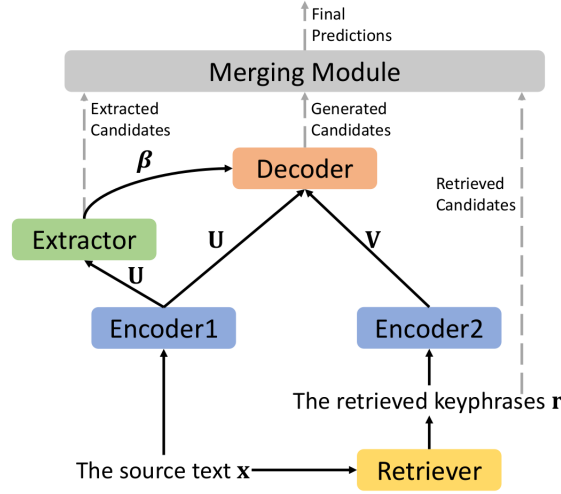 Final
Predictions
Merging Module
Extracted
Candidates
Generated
Candidates
β
Decoder
Retrieved
Candidates
Extractor
U
V
U
Encoder1
Encoder2
The retrieved keyphrases r
The source text x
Retriever